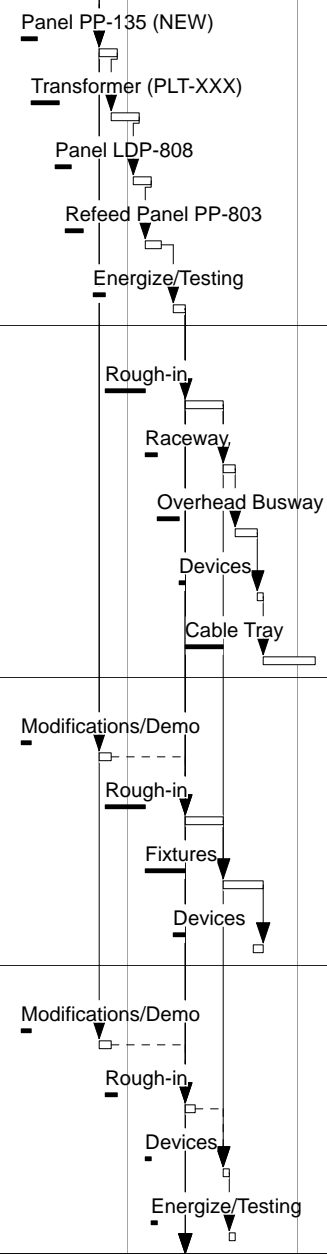 Panel PP-135 (NEW)
Transformer (PLT-XXX)
Panel LDP-808
Refeed Panel PP-803
Energize/Testing
Rough-in
Raceway
Overhead Busway
Devices
Cable Tray
Modifications/Demo
Rough-in
Fixtures
Devices
Modifications/Demo
Rough-in
Devices
Energize/Testing